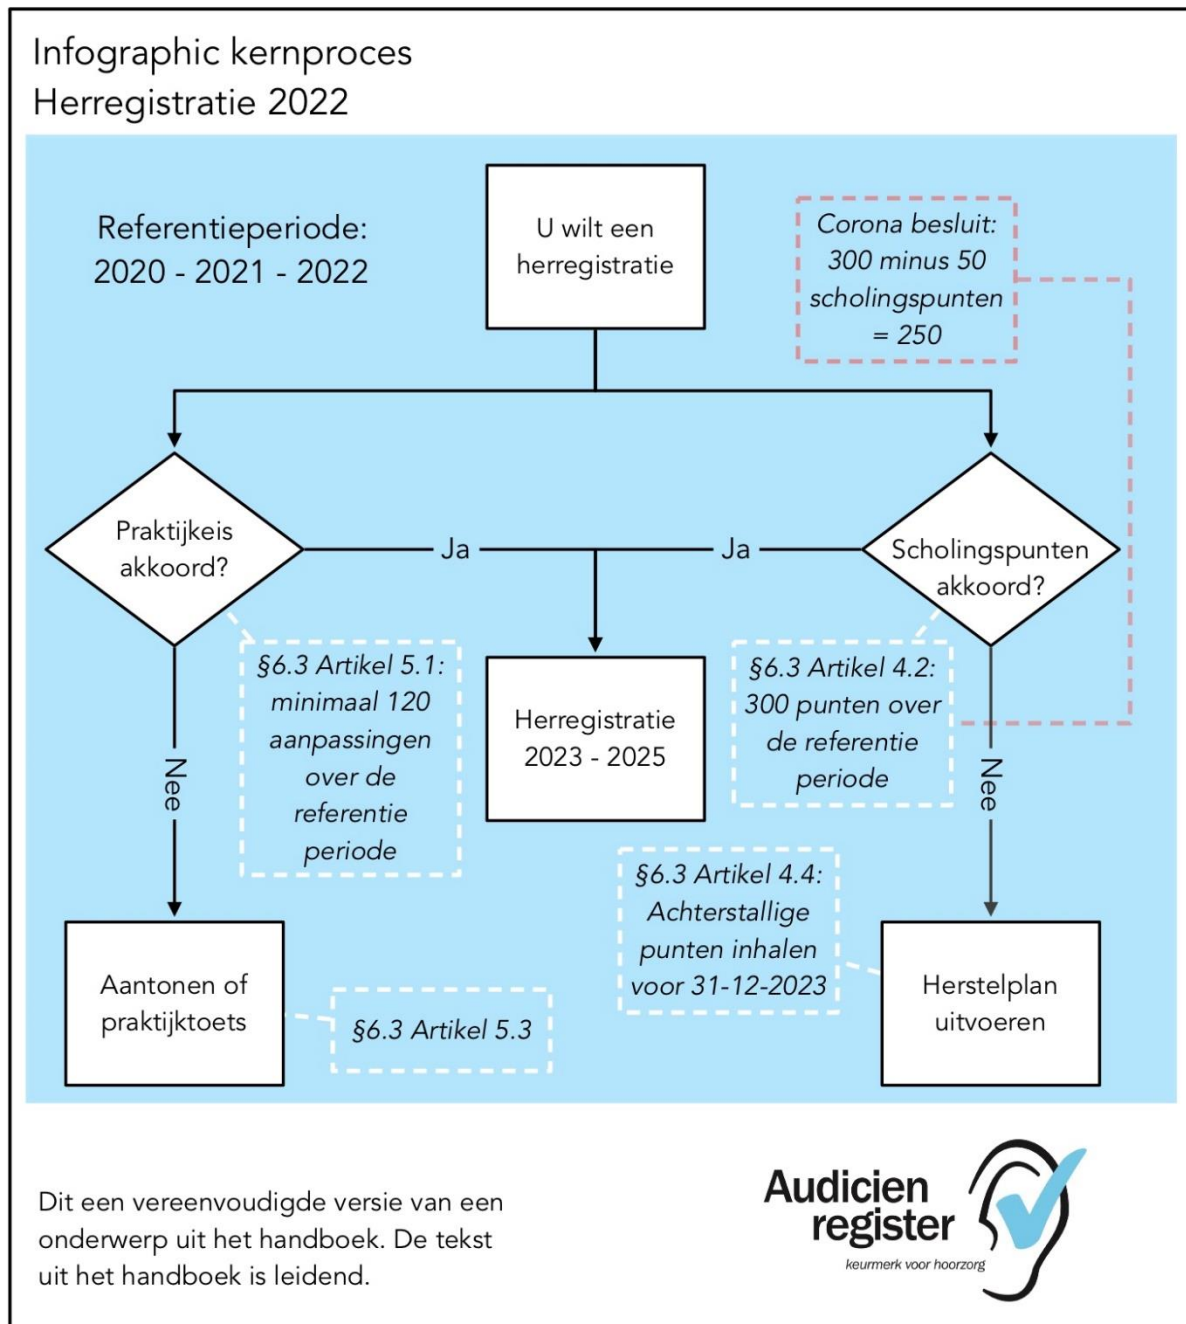 Infographic kernproces
Herregistratie 2022
Referentieperiode:
2020 - 2021 - 2022
U wilt een
herregistratie
Corona besluit:
300 minus 50
scholingspunten
= 250
Praktijkeis
akkoord?
Ja
Ja
Scholingspunten
akkoord?
§6.3 Artikel 5.1:
minimaal 120
aanpassingen
over de
referentie
periode
Herregistratie
2023 - 2025
§6.3 Artikel 4.2:
300 punten over
de referentie
periode
Nee
Nee
§6.3 Artikel 4.4:
Achterstallige
punten inhalen
voor 31-12-2023
Aantonen of
praktijktoets
§6.3 Artikel 5.3
Herstelplan
uitvoeren
Dit een vereenvoudigde versie van een
onderwerp uit het handboek. De tekst
uit het handboek is leidend.
Audicien
register
keurmerk voor hoorzorg